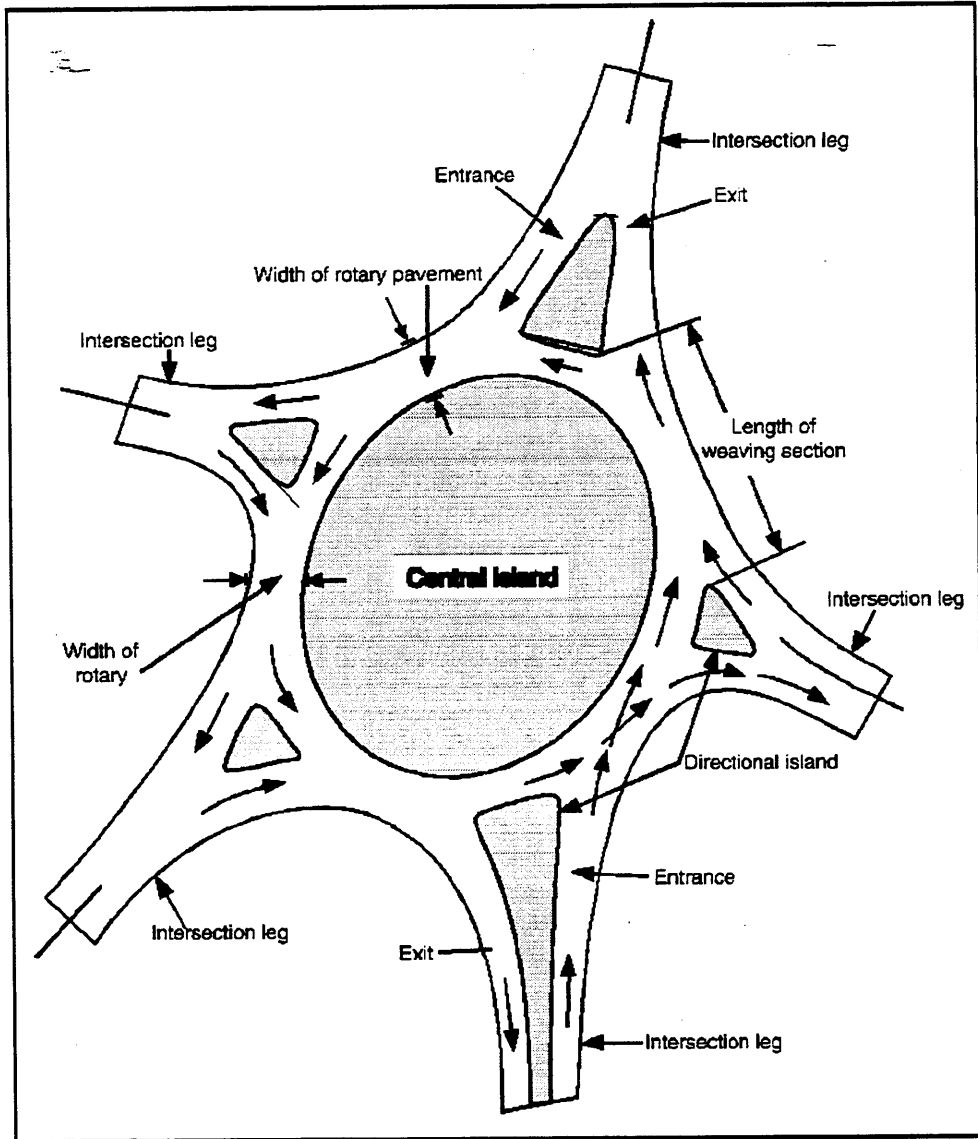 Intersection leg
Entrance
Exit
Width of rotary pavement
Intersection leg
Length of
weaving section
Central Island
Intersection leg
Width of
rotary
Directional island
Entrance
Intersection leg
Exit
Intersection leg